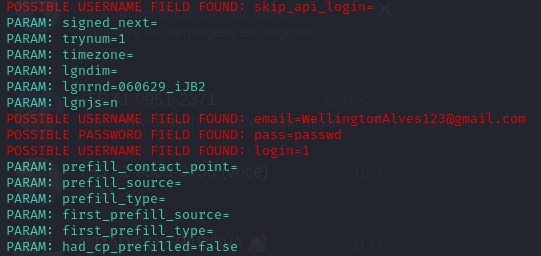 POSSIBLE USERNAME FIELD FOUND: skip_api_login=
PARAM: signed_next=
PARAM: trynum=1
PARAM: timezone=
PARAM: lgndim=
PARAM: lgnrnd=060629_iJB2
PARAM: lgnjs=n
POSSIBLE USERNAME FIELD FOUND: email=WellingtonAlves123@gmail.com
POSSIBLE PASSWORD FIELD FOUND: pass=passwd
POSSIBLE USERNAME FIELD FOUND: login=1
PARAM: prefill_contact_point=
PARAM: prefill_source=
PARAM: prefill_type=
PARAM: first_prefill_source=
PARAM: first_prefill_type=
PARAM: had_cp_prefilled=false